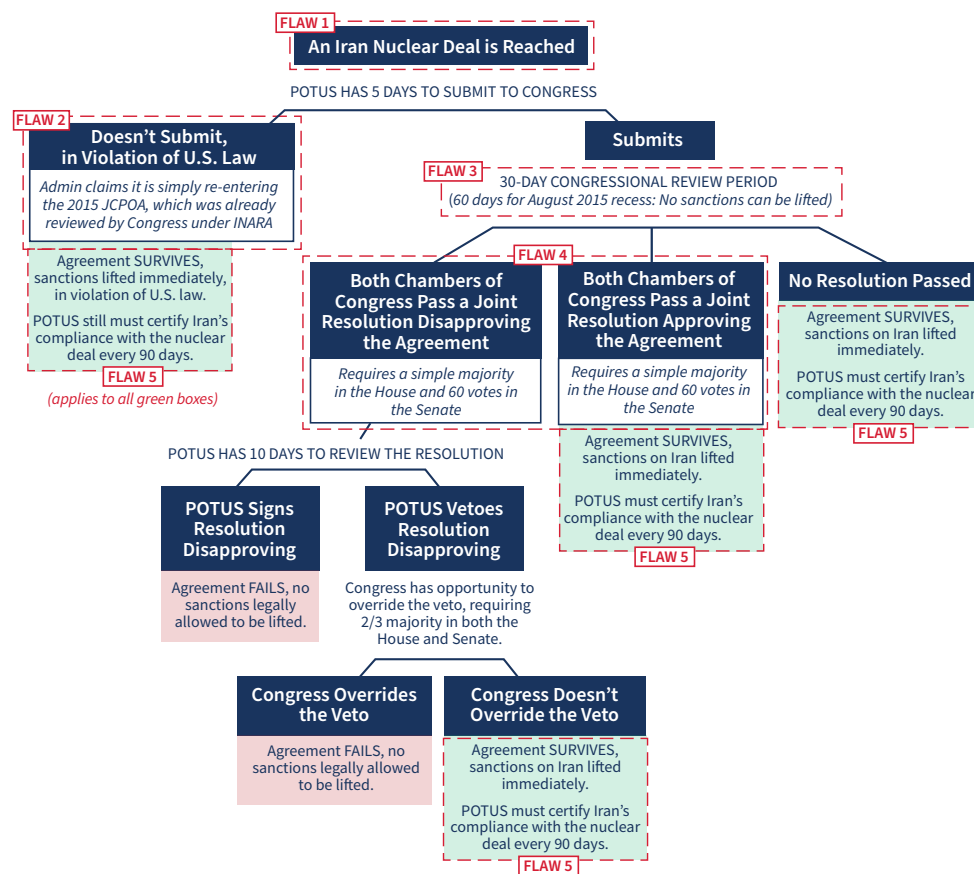 FLAW 1
An Iran Nuclear Deal is Reached
POTUS HAS 5 DAYS TO SUBMIT TO CONGRESS
FLAW 2
Doesn't Submit,
in Violation of U.S. Law
Admin claims it is simply re-entering
the 2015 JCPOA, which was already
reviewed by Congress under INARA
Agreement SURVIVES,
sanctions lifted immediately,
in violation of U.S. law.
POTUS still must certify Iran's
compliance with the nuclear
deal every 90 days.
FLAW 5
(applies to all green boxes)
Submits
FLAW 3
30-DAY CONGRESSIONAL REVIEW PERIOD
(60 days for August 2015 recess: No sanctions can be lifted)
FLAW 4
Both Chambers of
Congress Pass a Joint
Resolution Disapproving
the Agreement
Requires a simple majority
in the House and 60 votes in
the Senate
Both Chambers of
Congress Pass a Joint
Resolution Approving
the Agreement
Requires a simple majority
in the House and 60 votes in
the Senate
Agreement SURVIVES,
sanctions on Iran lifted
immediately.
POTUS must certify Iran's
compliance with the nuclear
deal every 90 days.
FLAW 5
No Resolution Passed
Agreement SURVIVES,
sanctions on Iran lifted
immediately.
POTUS must certify Iran's
compliance with the nuclear
deal every 90 days.
FLAW 5
POTUS HAS 10 DAYS TO REVIEW THE RESOLUTION
POTUS Signs
Resolution
Disapproving
Agreement FAILS, no
sanctions legally
allowed to be lifted.
POTUS Vetoes
Resolution
Disapproving
Congress has opportunity to
override the veto, requiring
2/3 majority in both the
House and Senate.
Congress Overrides
the Veto
Agreement FAILS, no
sanctions legally allowed
to be lifted.
Congress Doesn't
Override the Veto
Agreement SURVIVES,
sanctions on Iran lifted
immediately.
POTUS must certify Iran's
compliance with the nuclear
deal every 90 days.
FLAW 5